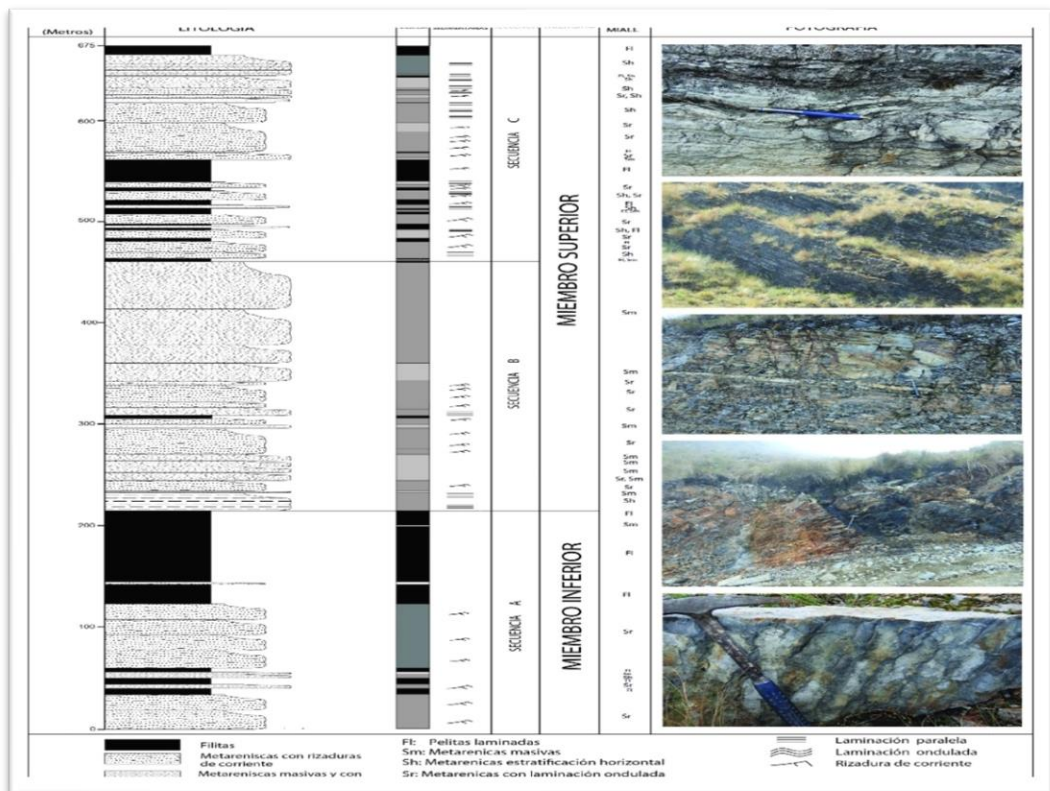 (Metros)
LITOLOGIA
MIALL
FOTOGRAFIA
675
600
500
400
300
200
100
0
SECUENCIA C
SECUENCIA B
SECUENCIA A
MIEMBRO SUPERIOR
MIEMBRO INFERIOR
Fl
Sh
Sh
Sr, Sh
Sh
Sr
Sr
Fl
Sr
Sh, Sr
Sr
Sh, Fl
Sr
Sr
Sh
Sm
Sm
Sr
Sr
Sr
Sm
Sr
Sm
Sm
Sm
Sr, Sm
Sr
Sm
Sh
Fl
Sm
Fl
Fl
Sr
Sr
Sr
Filitas
Metareniscas con rizaduras
de corriente
Metareniscas masivas y con
Fl: Pelitas laminadas
Sm: Metarenicas masivas
Sh: Metarenicas estratificación horizontal
Sr: Metarenicas con laminación ondulada
Laminación paralela
Laminación ondulada
Rizadura de corriente